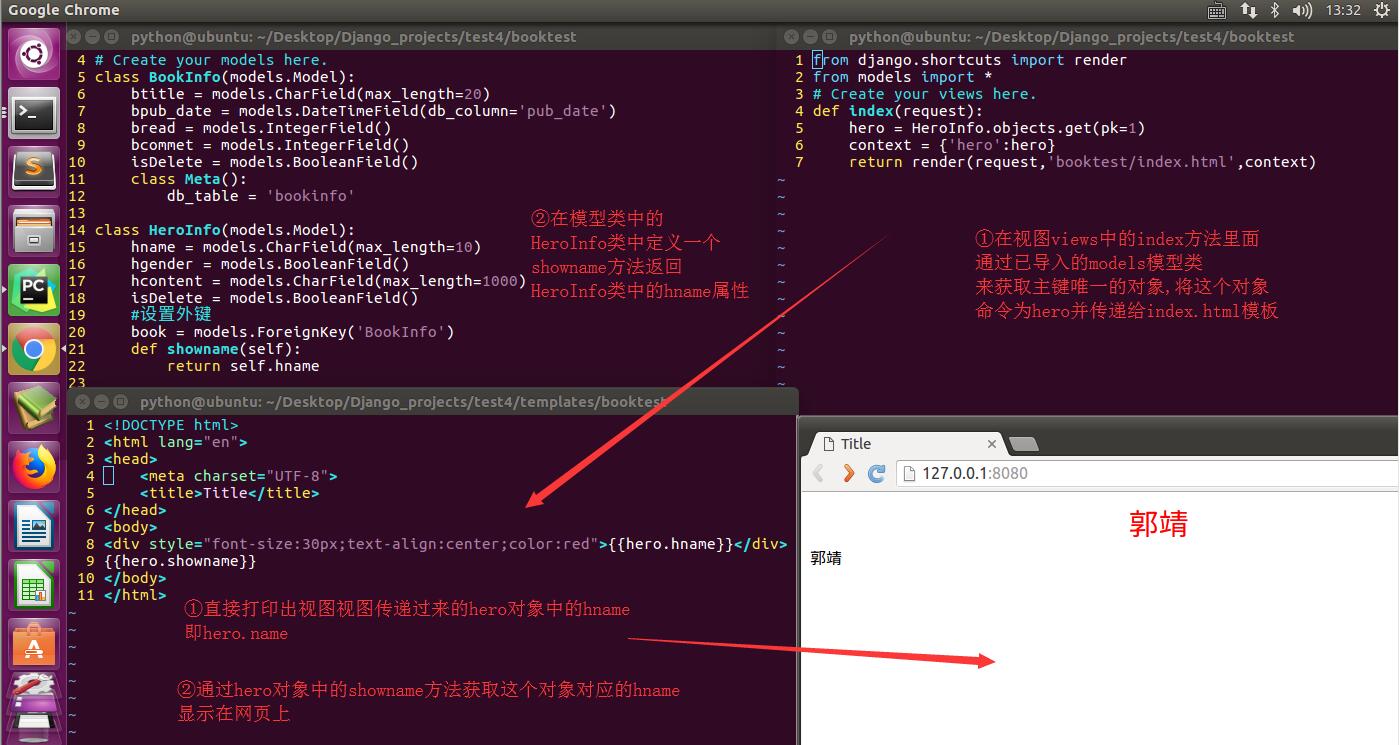 Google Chrome
13:32
python@ubuntu: ~/Desktop/Django_projects/test4/booktest
4 # Create your models here.
5 class BookInfo(models.Model):
6     btitle = models.CharField(max_length=20)
7     bpub_date = models.DateTimeField(db_column='pub_date')
8     bread = models.IntegerField()
9     bcommet = models.IntegerField()
10     isDelete = models.BooleanField()
11     class Meta():
12         db_table = 'bookinfo'
13
14 class HeroInfo(models.Model):
15     hname = models.CharField(max_length=10)
16     hgender = models.BooleanField()
17     hcontent = models.CharField(max_length=1000)
18     isDelete = models.BooleanField()
19     #设置外键
20     book = models.ForeignKey('BookInfo')
21     def showname(self):
22         return self.hname
23
②在模型类中的
HeroInfo类中定义一个
showname方法返回
HeroInfo类中的hname属性
python@ubuntu: ~/Desktop/Django_projects/test4/booktest
1 from django.shortcuts import render
2 from models import *
3 # Create your views here.
4 def index(request):
5     hero = HeroInfo.objects.get(pk=1)
6     context = {'hero':hero}
7     return render(request,'booktest/index.html',context)
~
~
~
~
~
~
~
~
~
~
~
~
~
①在视图views中的index方法里面
通过已导入的models模型类
来获取主键唯一的对象,将这个对象
命令为hero并传递给index.html模板
python@ubuntu: ~/Desktop/Django_projects/test4/templates/booktest
1 <!DOCTYPE html>
2 <html lang="en">
3 <head>
4     <meta charset="UTF-8">
5     <title>Title</title>
6 </head>
7 <body>
8 <div style="font-size:30px;text-align:center;color:red">{{hero.hname}}</div>
9 {{hero.showname}}
10 </body>
11 </html>
~
~
~
~
~
~
~
~
①直接打印出视图视图传递过来的hero对象中的hname
即hero.name
②通过hero对象中的showname方法获取这个对象对应的hname
显示在网页上
Title
127.0.0.1:8080
郭靖
郭靖